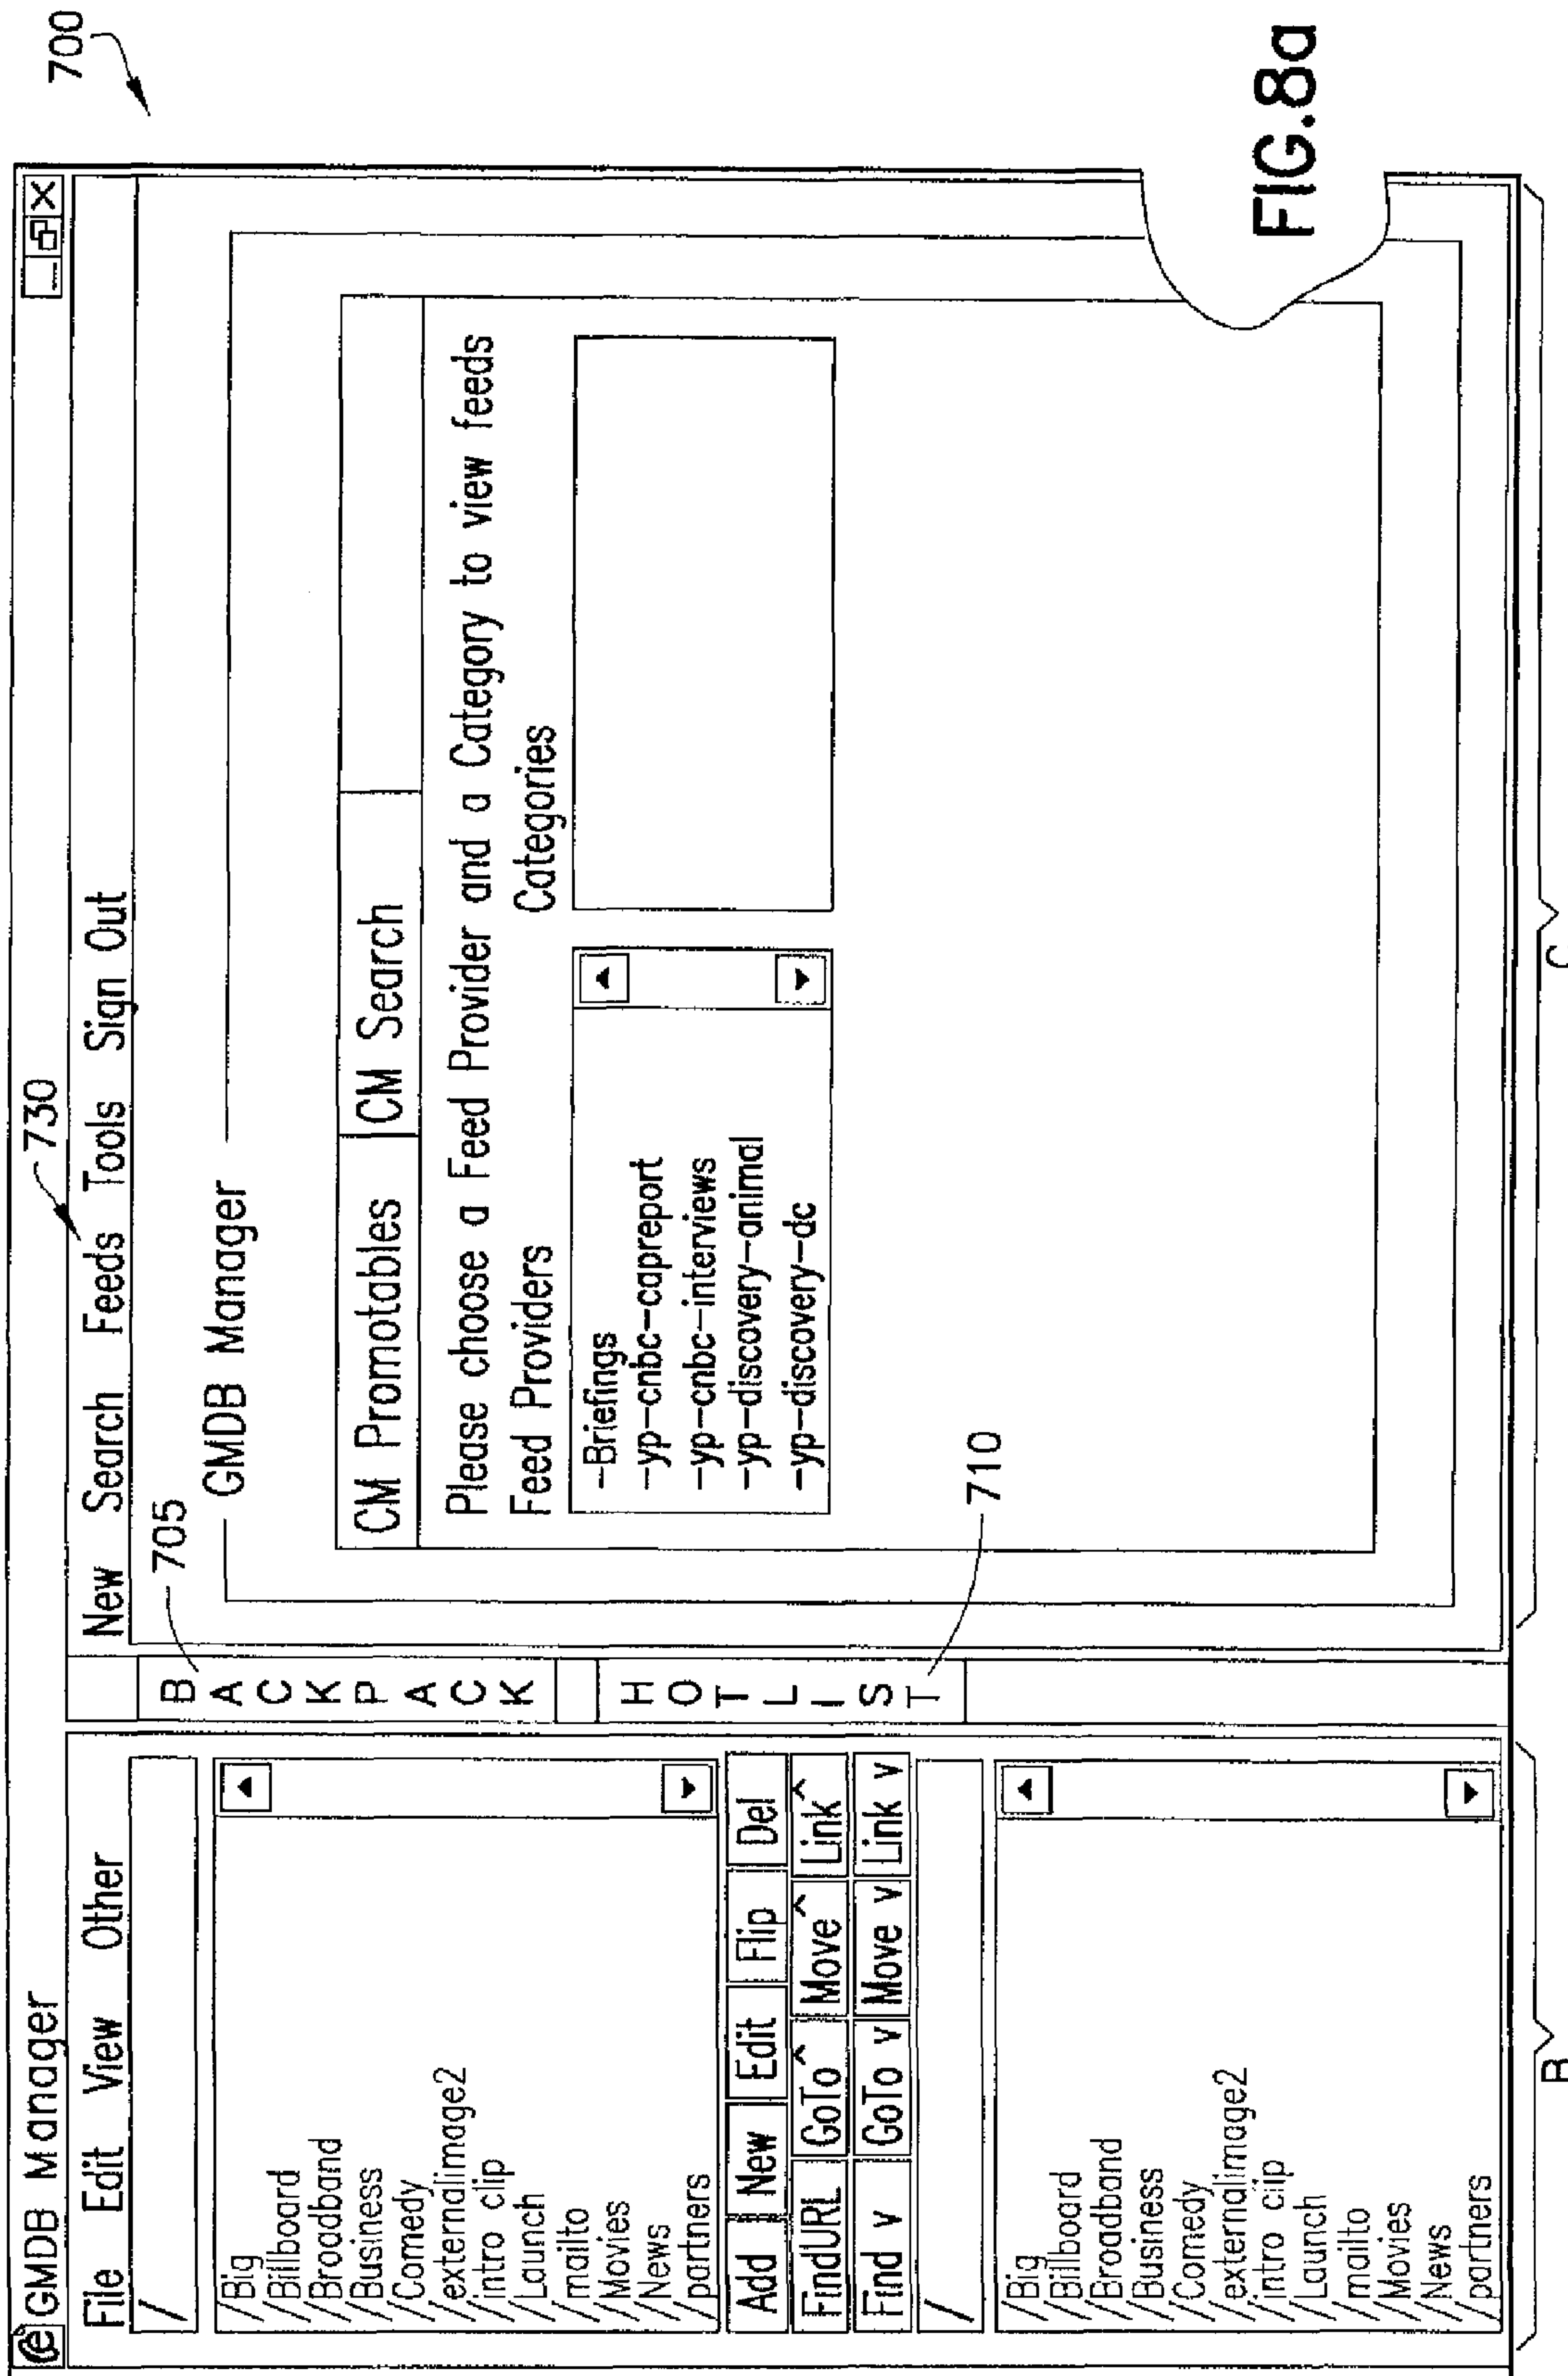 700
GMDB Manager
File Edit View Other
/
/Big
/Billboard
/Broadband
/Business
/Comedy
/externalimage2
/intro clip
/Launch
/mailto
/Movies
/News
/partners
Add New Edit Flip Del
FindURL GoTo^ Move^ Link^
Find v GoTo v Move v Link v
/
/Big
/Billboard
/Broadband
/Business
/Comedy
/externalimage2
/intro clip
/Launch
/mailto
/Movies
/News
/partners
B
BACKPACK
705
HOTLIST
710
730
New Search Feeds Tools Sign Out
GMDB Manager
CM Promotables CM Search
Please choose a Feed Provider and a Category to view feeds
Feed Providers Categories
-Briefings
-yp-cnbc-capreport
-yp-cnbc-interviews
-yp-discovery-animal
-yp-discovery-dc
C
FIG.8a